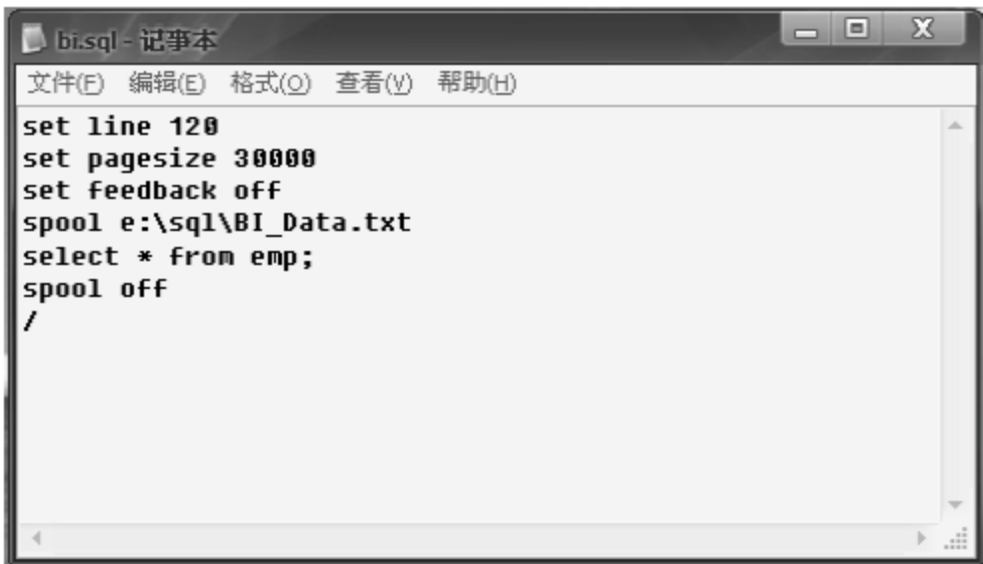 bi.sql - 记事本
文件(F) 编辑(E) 格式(O) 查看(V) 帮助(H)
set line 120
set pagesize 30000
set feedback off
spool e:\sql\BI_Data.txt
select * from emp;
spool off
/